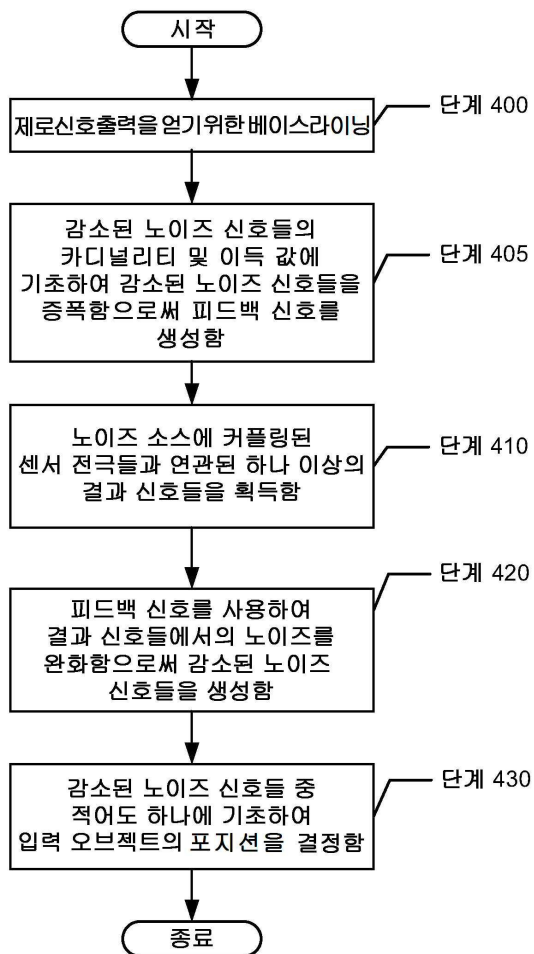 시작
제로신호출력을 얻기위한 베이스라이닝
단계 400
감소된 노이즈 신호들의
카디널리티 및 이득 값에
기초하여 감소된 노이즈 신호들을
증폭함으로써 피드백 신호를
생성함
단계 405
노이즈 소스에 커플링된
센서 전극들과 연관된 하나 이상의
결과 신호들을 획득함
단계 410
피드백 신호를 사용하여
결과 신호들에서의 노이즈를
완화함으로써 감소된 노이즈
신호들을 생성함
단계 420
감소된 노이즈 신호들 중
적어도 하나에 기초하여
입력 오브젝트의 포지션을 결정함
단계 430
종료